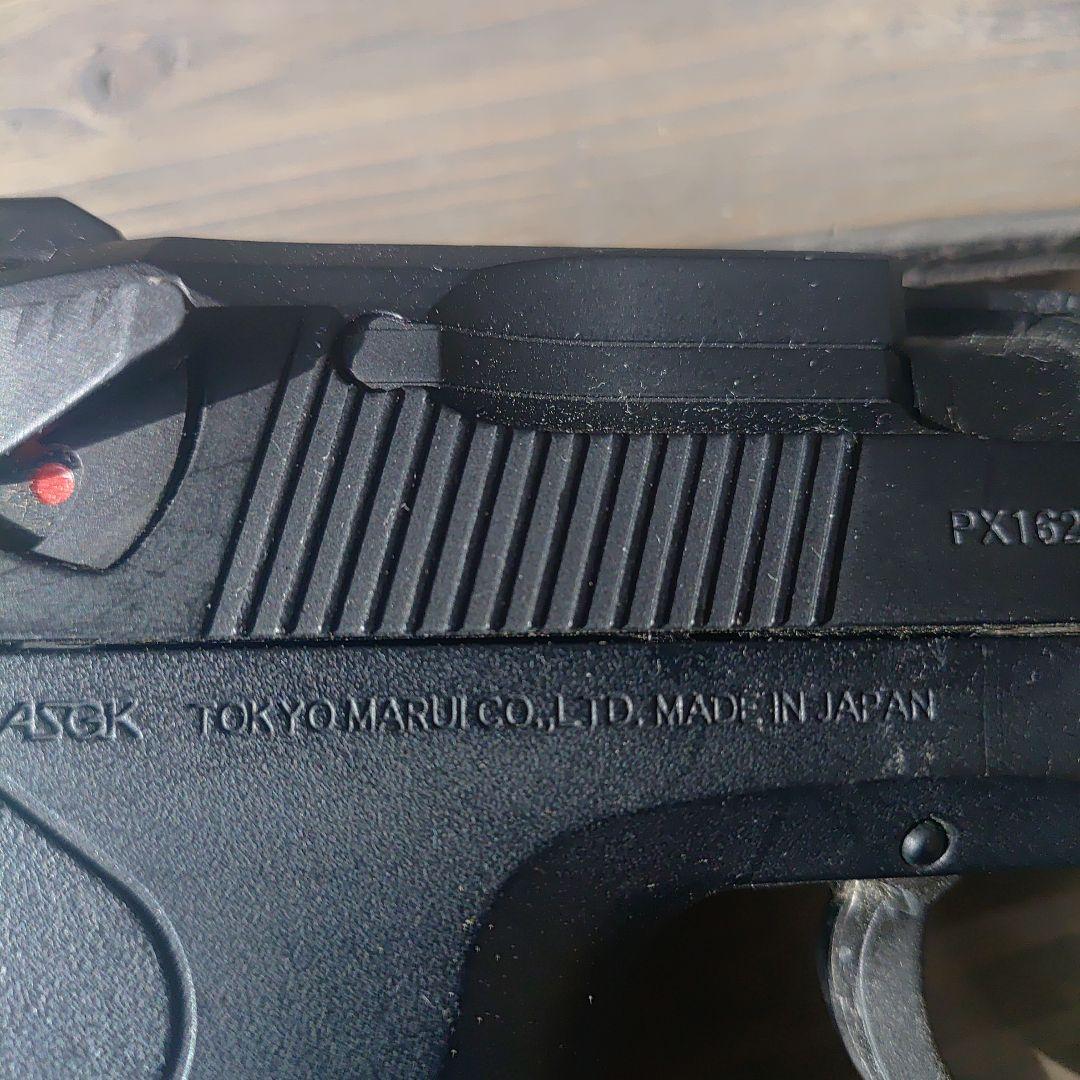 PX162
ASGK TOKYO MARUI CO.,LTD. MADE IN JAPAN